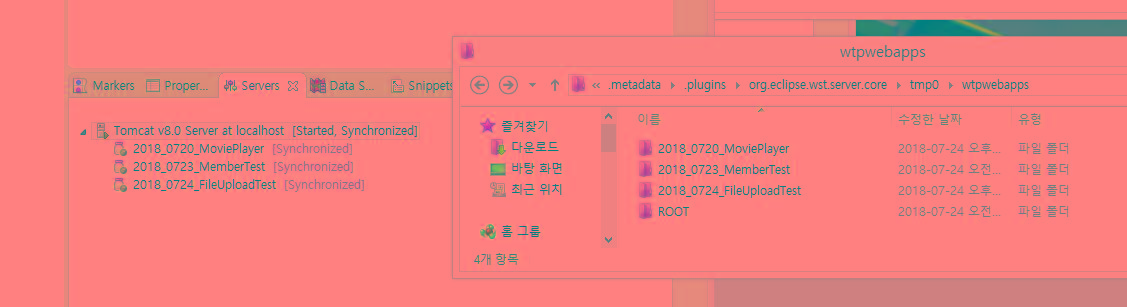 Markers Proper... Servers Data S... Snippets
Tomcat v8.0 Server at localhost [Started, Synchronized]
2018_0720_MoviePlayer [Synchronized]
2018_0723_MemberTest [Synchronized]
2018_0724_FileUploadTest [Synchronized]
wtpwebapps
« .metadata › .plugins › org.eclipse.wst.server.core › tmp0 › wtpwebapps
즐겨찾기
다운로드
바탕 화면
최근 위치
홈 그룹
이름 수정한 날짜 유형
2018_0720_MoviePlayer 2018-07-24 오후... 파일 폴더
2018_0723_MemberTest 2018-07-24 오전... 파일 폴더
2018_0724_FileUploadTest 2018-07-24 오후... 파일 폴더
ROOT 2018-07-24 오전... 파일 폴더
4개 항목